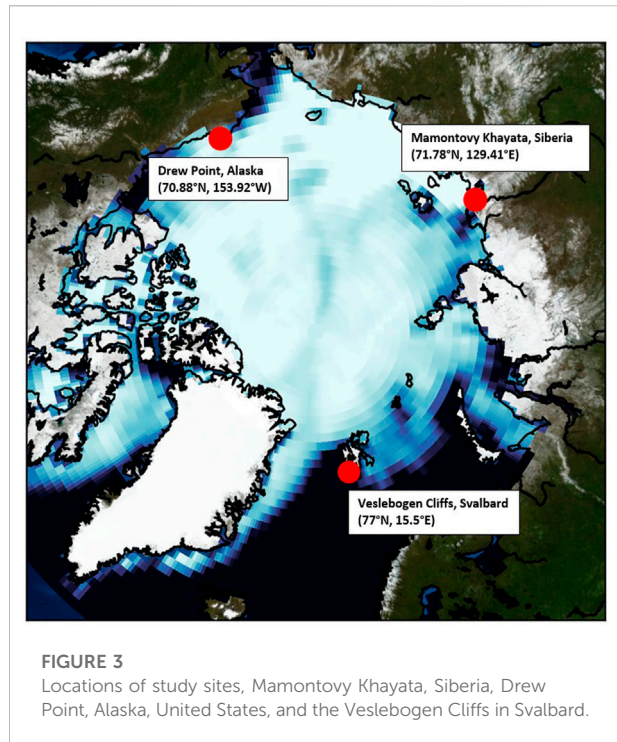 Mamontovy Khayata, Siberia
(71.78°N, 129.41°E)
Drew Point, Alaska
(70.88°N, 153.92°W)
Veslebogen Cliffs, Svalbard
(77°N, 15.5°E)
FIGURE 3
Locations of study sites, Mamontovy Khayata, Siberia, Drew
Point, Alaska, United States, and the Veslebogen Cliffs in Svalbard.